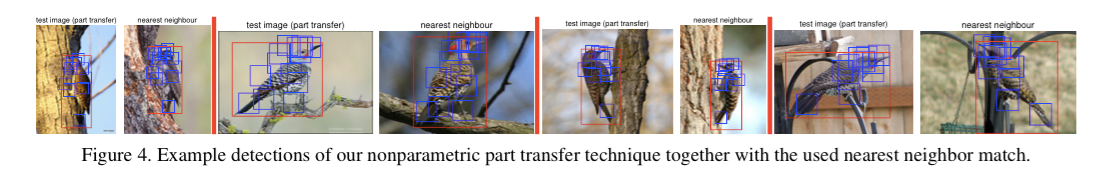 test image (part transfer) nearest neighbour test image (part transfer) nearest neighbour test image (part transfer) nearest neighbour test image (part transfer) nearest neighbour
Figure 4. Example detections of our nonparametric part transfer technique together with the used nearest neighbor match.